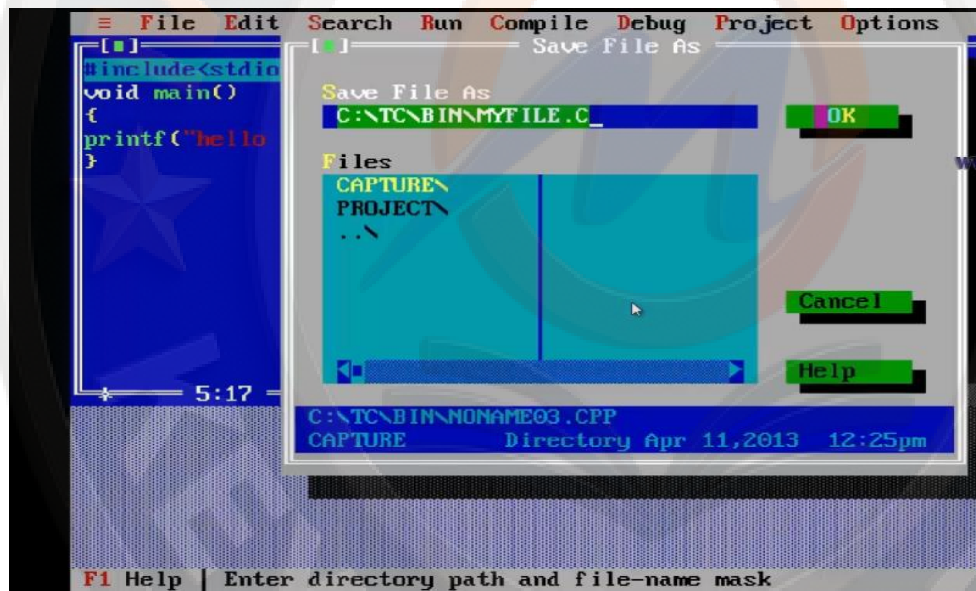 ≡ File Edit Search Run Compile Debug Project Options
Save File As
#include<stdio
void main()
{
printf("hello
}
Save File As
C:\TC\BIN\MYFILE.C_
OK
Files
CAPTURE\
PROJECT\
..\
Cancel
Help
5:17
C:\TC\BIN\NONAME03.CPP
CAPTURE Directory Apr 11,2013 12:25pm
F1 Help | Enter directory path and file-name mask